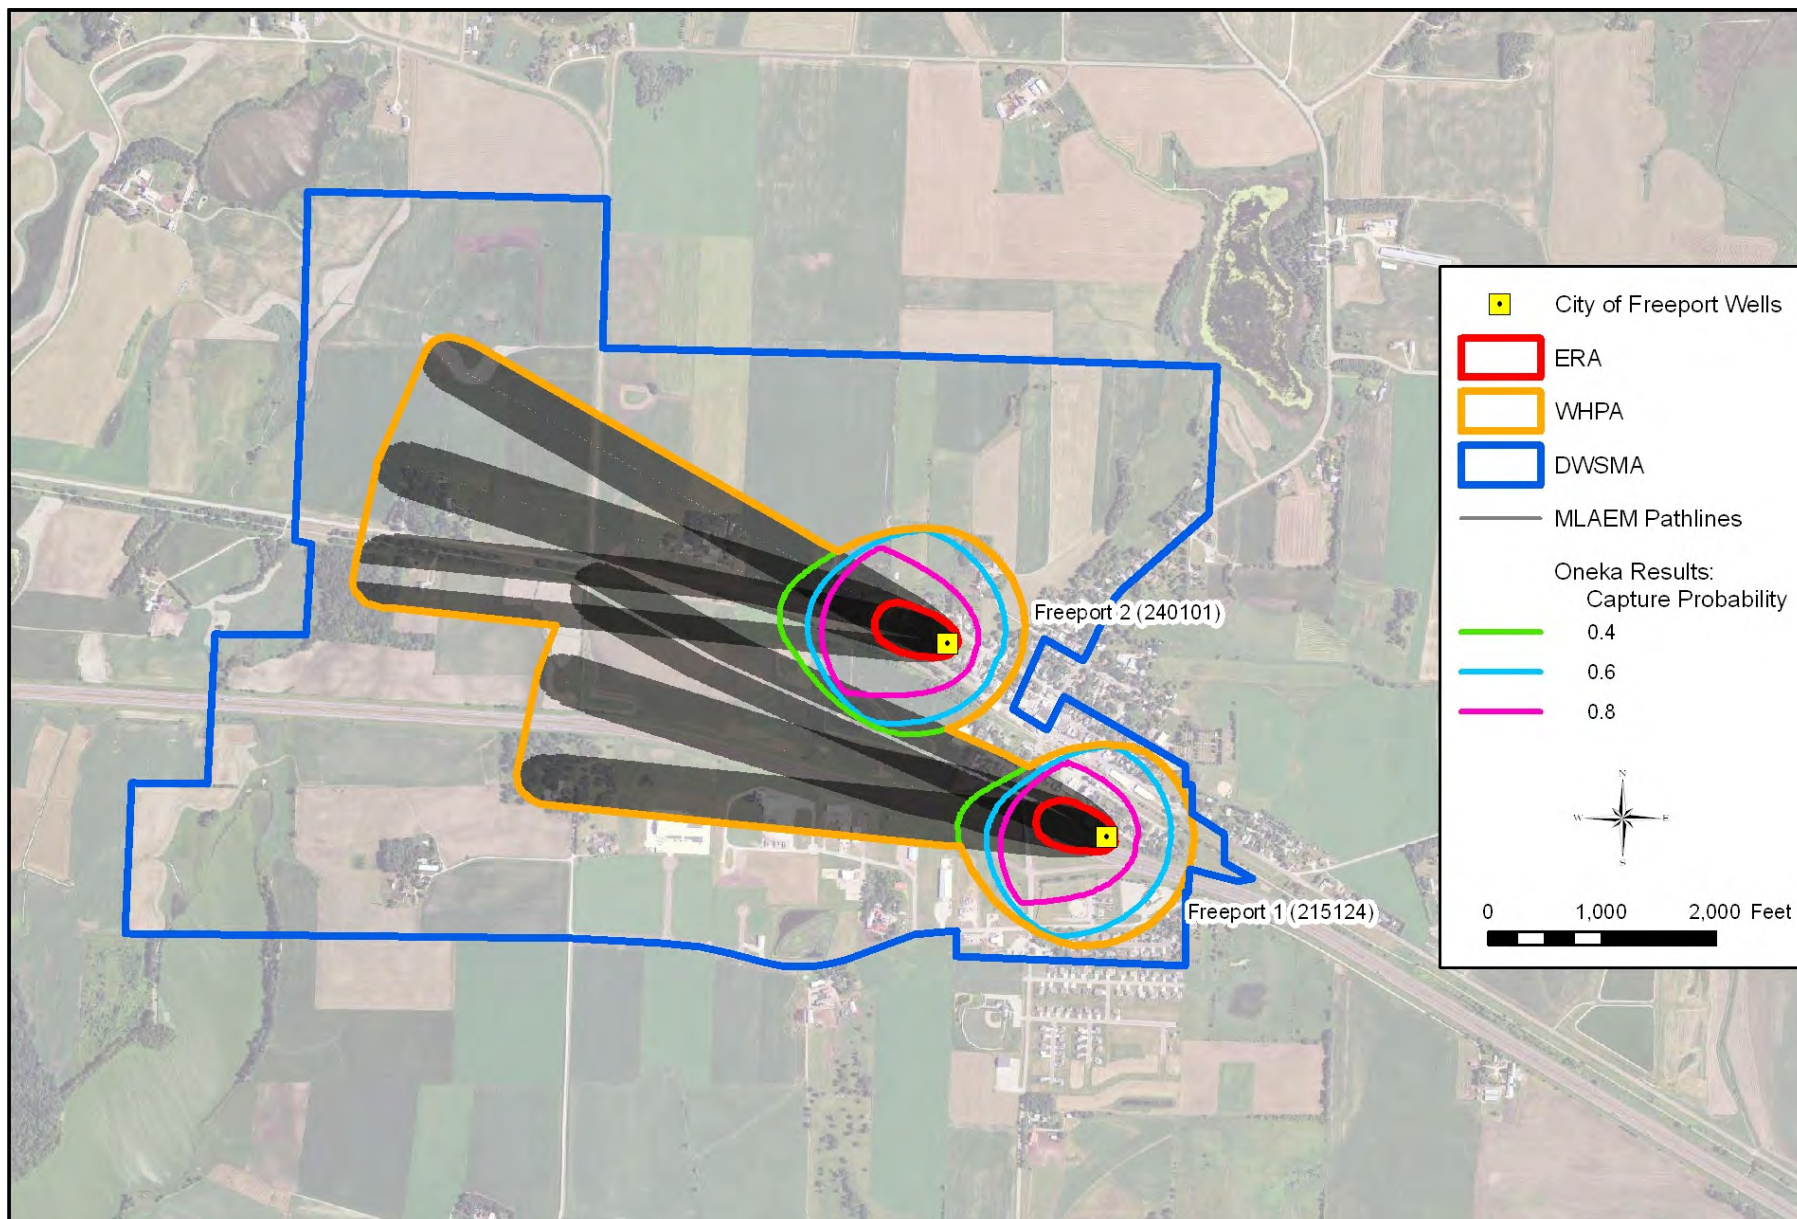 Freeport 2 (240101)
Freeport 1 (215124)
City of Freeport Wells
ERA
WHPA
DWSMA
MLAEM Pathlines
Oneka Results:
Capture Probability
0.4
0.6
0.8
N
W E
S
0 1,000 2,000 Feet